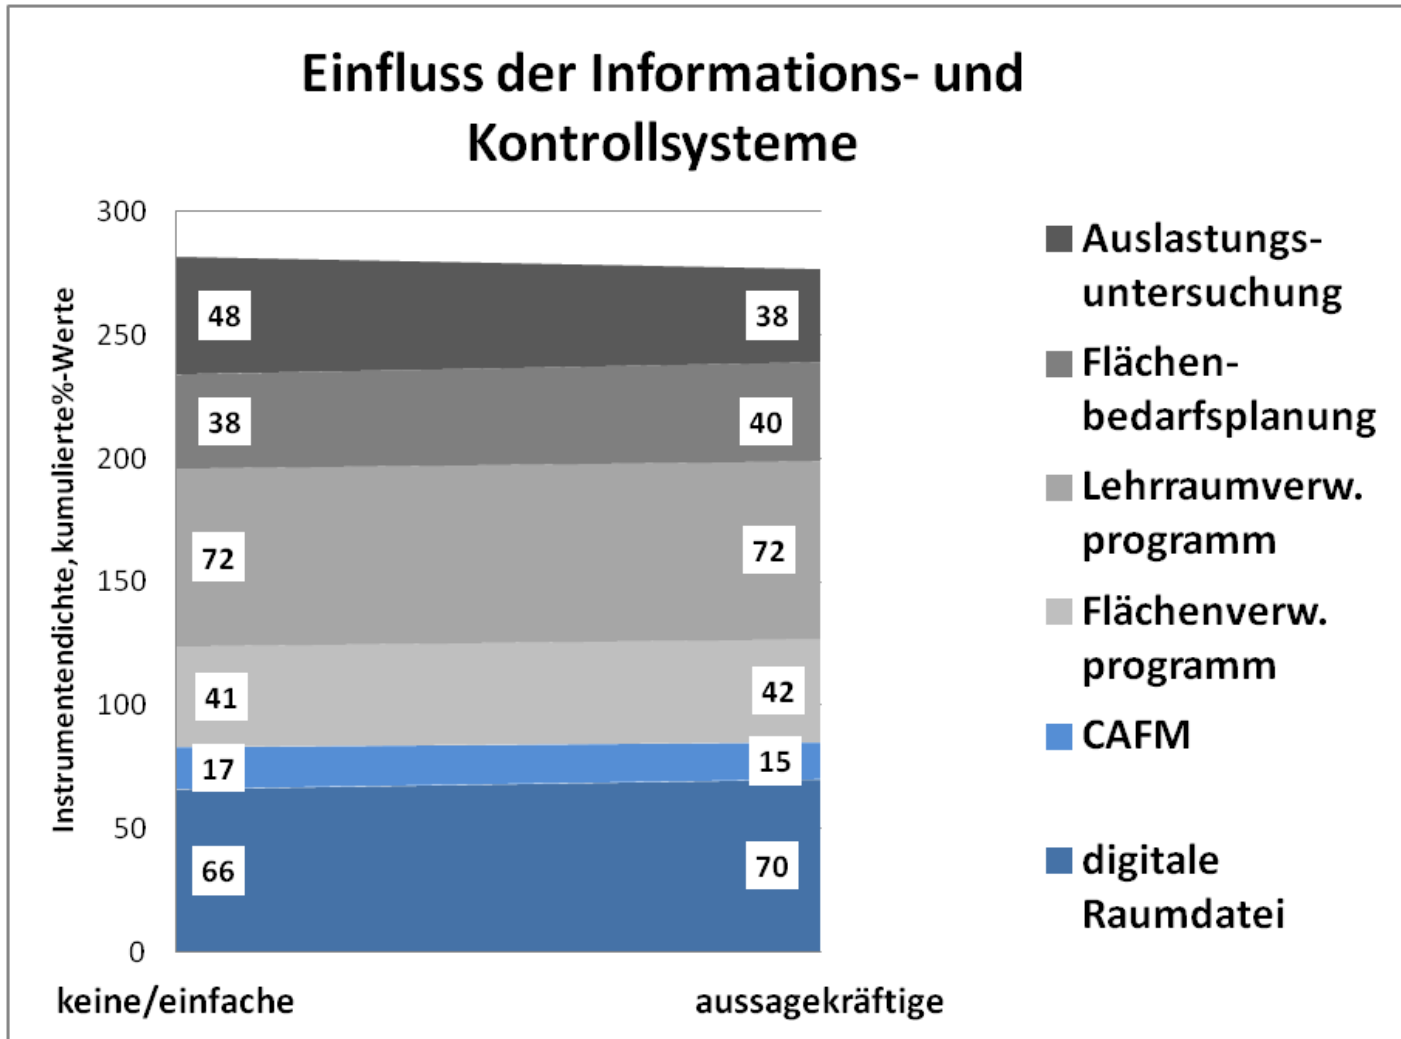 Einfluss der Informations- und
Kontrollsysteme
Instrumentendichte, kumulierte%-Werte
300
250
200
150
100
50
0
48
38
38
40
72
72
41
42
17
15
66
70
keine/einfache
aussagekräftige
Auslastungs-
untersuchung
Flächen-
bedarfsplanung
Lehrraumverw.
programm
Flächenverw.
programm
CAFM
digitale
Raumdatei